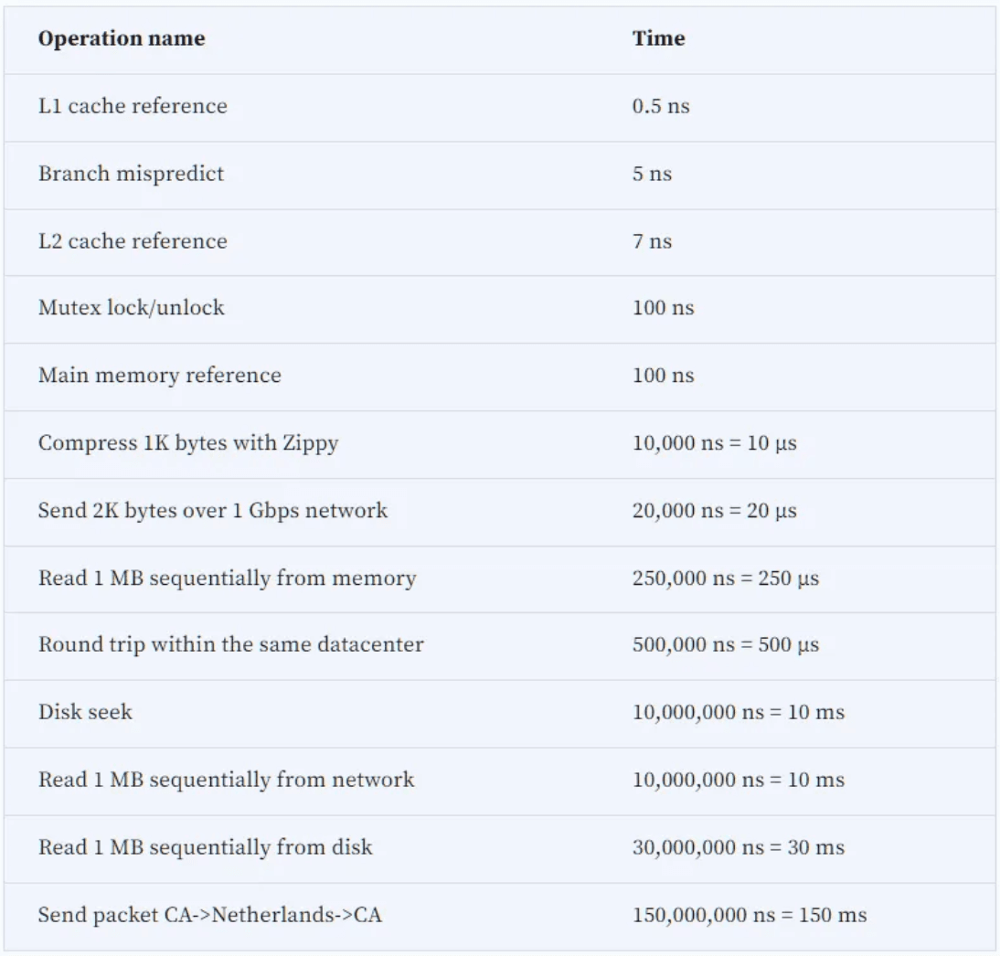 Operation name Time
L1 cache reference 0.5 ns
Branch mispredict 5 ns
L2 cache reference 7 ns
Mutex lock/unlock 100 ns
Main memory reference 100 ns
Compress 1K bytes with Zippy 10,000 ns = 10 μs
Send 2K bytes over 1 Gbps network 20,000 ns = 20 μs
Read 1 MB sequentially from memory 250,000 ns = 250 μs
Round trip within the same datacenter 500,000 ns = 500 μs
Disk seek 10,000,000 ns = 10 ms
Read 1 MB sequentially from network 10,000,000 ns = 10 ms
Read 1 MB sequentially from disk 30,000,000 ns = 30 ms
Send packet CA->Netherlands->CA 150,000,000 ns = 150 ms